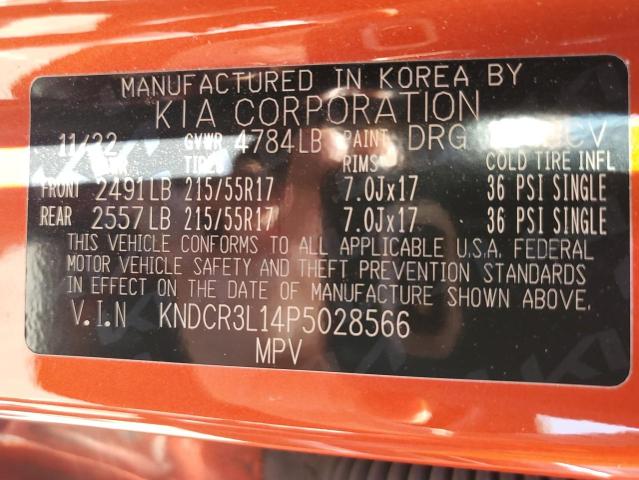 MANUFACTURED IN KOREA BY
KIA CORPORATION
11/22 GVWR 4784LB PAINT DRG
TIRE RIMS COLD TIRE INFL
FRONT 2491LB 215/55R17 7.0Jx17 36 PSI SINGLE
REAR 2557LB 215/55R17 7.0Jx17 36 PSI SINGLE
THIS VEHICLE CONFORMS TO ALL APPLICABLE U.S.A. FEDERAL
MOTOR VEHICLE SAFETY AND THEFT PREVENTION STANDARDS
IN EFFECT ON THE DATE OF MANUFACTURE SHOWN ABOVE.
V.I.N KNDCR3L14P5028566
MPV